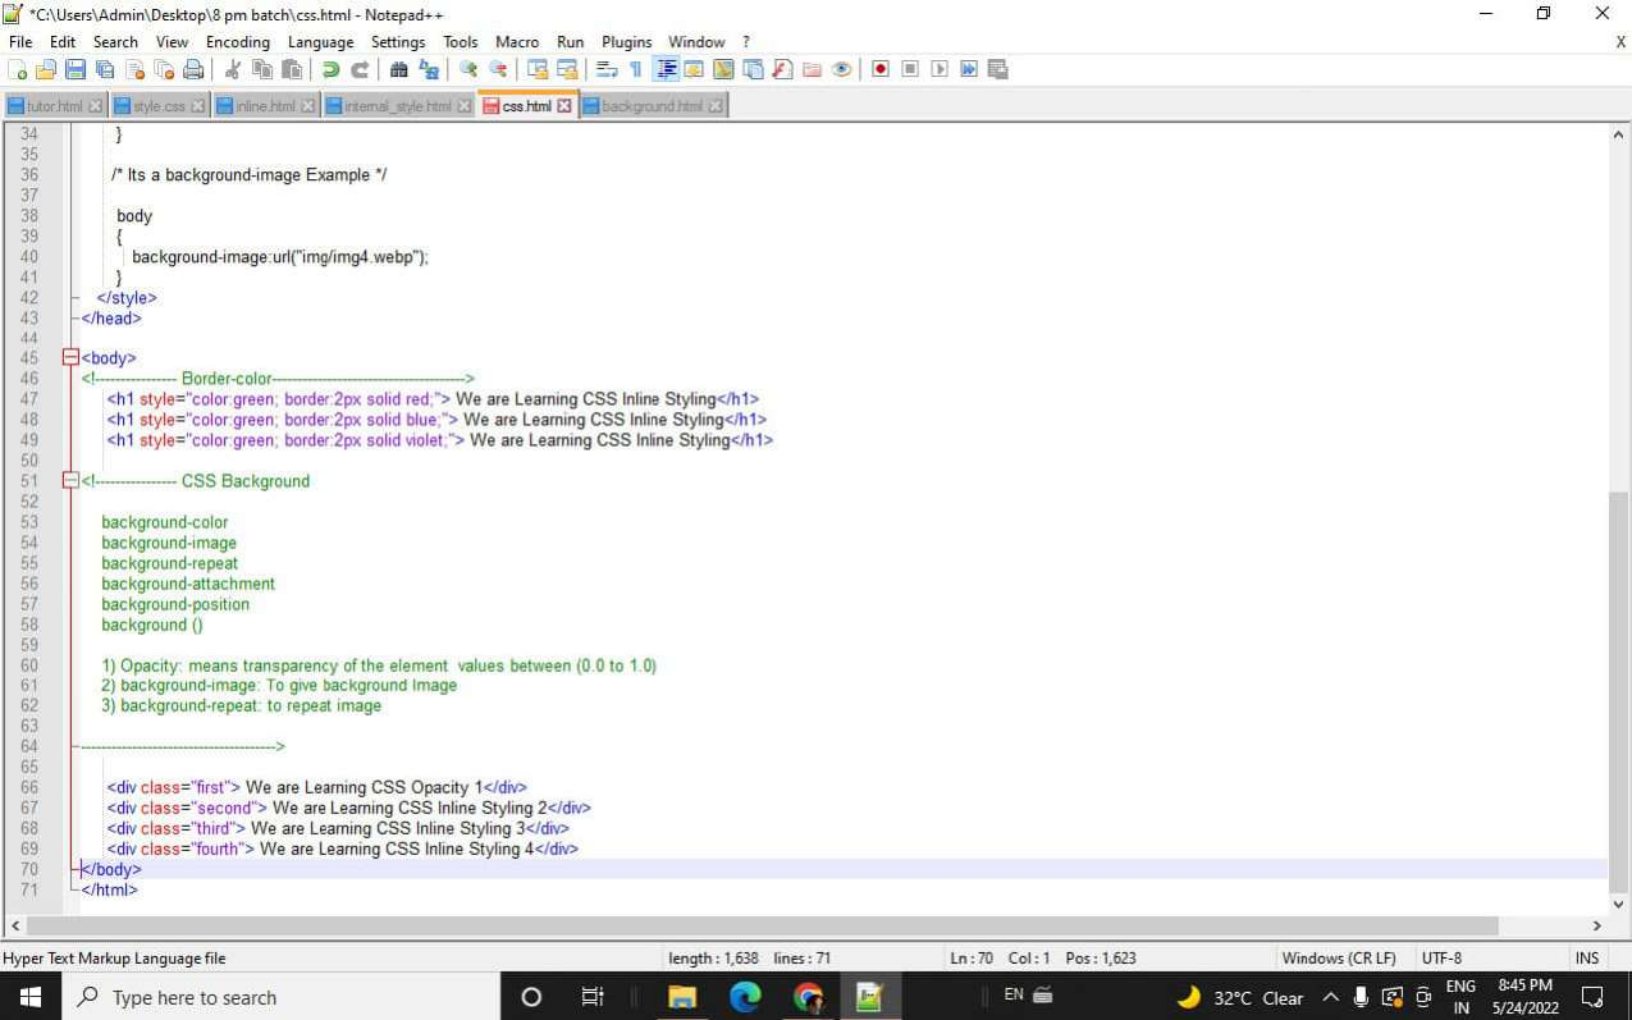 *C:\Users\Admin\Desktop\8 pm batch\css.html - Notepad++
File Edit Search View Encoding Language Settings Tools Macro Run Plugins Window ? X
tutor.html style.css inline.html internal_style.html css.html background.html
34 }
35
36 /* Its a background-image Example */
37
38 body
39 {
40 background-image:url("img/img4.webp");
41 }
42 </style>
43 </head>
44
45 <body>
46 <!---------------- Border-color-------------------------------------->
47 <h1 style="color:green; border:2px solid red;"> We are Learning CSS Inline Styling</h1>
48 <h1 style="color:green; border:2px solid blue;"> We are Learning CSS Inline Styling</h1>
49 <h1 style="color:green; border:2px solid violet;"> We are Learning CSS Inline Styling</h1>
50
51 <!---------------- CSS Background
52
53 background-color
54 background-image
55 background-repeat
56 background-attachment
57 background-position
58 background ()
59
60 1) Opacity: means transparency of the element  values between (0.0 to 1.0)
61 2) background-image: To give background Image
62 3) background-repeat: to repeat image
63
64 --------------------------------------->
65
66 <div class="first"> We are Learning CSS Opacity 1</div>
67 <div class="second"> We are Learning CSS Inline Styling 2</div>
68 <div class="third"> We are Learning CSS Inline Styling 3</div>
69 <div class="fourth"> We are Learning CSS Inline Styling 4</div>
70 </body>
71 </html>
Hyper Text Markup Language file length : 1,638 lines : 71 Ln : 70 Col : 1 Pos : 1,623 Windows (CR LF) UTF-8 INS
Type here to search EN 32°C Clear ENG IN 8:45 PM 5/24/2022